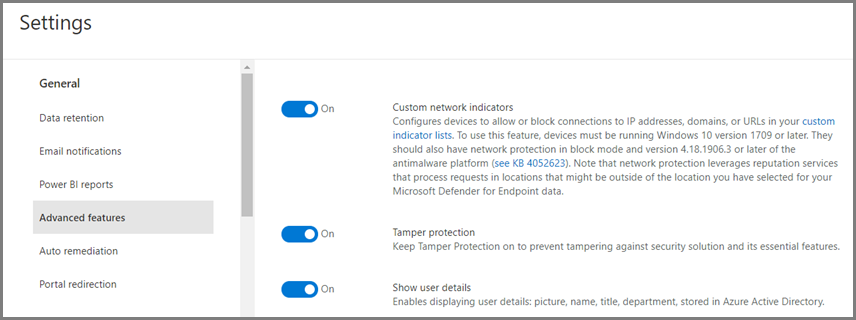 Settings
General
Data retention
Email notifications
Power BI reports
Advanced features
Auto remediation
Portal redirection
On
Custom network indicators
Configures devices to allow or block connections to IP addresses, domains, or URLs in your custom
indicator lists. To use this feature, devices must be running Windows 10 version 1709 or later. They
should also have network protection in block mode and version 4.18.1906.3 or later of the
antimalware platform (see KB 4052623). Note that network protection leverages reputation services
that process requests in locations that might be outside of the location you have selected for your
Microsoft Defender for Endpoint data.
On
Tamper protection
Keep Tamper Protection on to prevent tampering against security solution and its essential features.
On
Show user details
Enables displaying user details: picture, name, title, department, stored in Azure Active Directory.